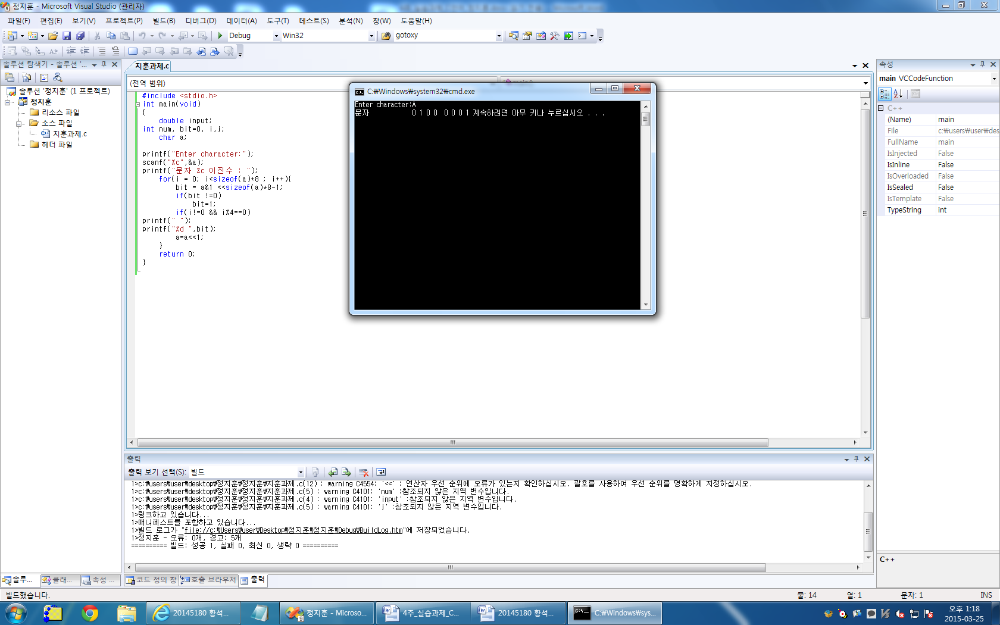 정지훈 - Microsoft Visual Studio (관리자)
파일(F) 편집(E) 보기(V) 프로젝트(P) 빌드(B) 디버그(D) 데이터(A) 도구(T) 테스트(S) 분석(N) 창(W) 도움말(H)
Debug Win32 gotoxy
솔루션 탐색기 - 솔루션 '...
솔루션 '정지훈' (1 프로젝트)
정지훈
리소스 파일
소스 파일
지훈과제.c
헤더 파일
솔루... 클래... 속성 ...
지훈과제.c
(전역 범위)
#include <stdio.h>
int main(void)
{
double input;
int num, bit=0, i,j;
char a;
printf("Enter character:");
scanf("%c",&a);
printf("문자 %c 이진수 : ");
for(i = 0; i<sizeof(a)*8 ; i++){
bit = a&1 <<sizeof(a)*8-1;
if(bit !=0)
bit=1;
if(i!=0 && i%4==0)
printf(" ");
printf("%d ",bit);
a=a<<1;
}
return 0;
}
C:\Windows\system32\cmd.exe
Enter character:A
문자 0 1 0 0  0 0 0 1 계속하려면 아무 키나 누르십시오 . . .
속성
main VCCodeFunction
C++
(Name) main
File c:\users\user\des
FullName main
IsInjected False
IsInline False
IsOverloaded False
IsSealed False
IsTemplate False
TypeString int
C++
출력
출력 보기 선택(S): 빌드
1>c:\users\user\desktop\정지훈\정지훈\지훈과제.c(12) : warning C4554: '<<' : 연산자 우선 순위에 오류가 있는지 확인하십시오. 괄호를 사용하여 우선 순위를 명확하게 지정하십시오.
1>c:\users\user\desktop\정지훈\정지훈\지훈과제.c(5) : warning C4101: 'num' :참조되지 않은 지역 변수입니다.
1>c:\users\user\desktop\정지훈\정지훈\지훈과제.c(4) : warning C4101: 'input' :참조되지 않은 지역 변수입니다.
1>c:\users\user\desktop\정지훈\정지훈\지훈과제.c(5) : warning C4101: 'j' :참조되지 않은 지역 변수입니다.
1>링크하고 있습니다...
1>매니페스트를 포함하고 있습니다...
1>빌드 로그가 "file://c:\Users\user\Desktop\정지훈\정지훈\Debug\BuildLog.htm"에 저장되었습니다.
1>정지훈 - 오류: 0개, 경고: 5개
========== 빌드: 성공 1, 실패 0, 최신 0, 생략 0 ==========
코드 정의 창 호출 브라우저 출력
빌드했습니다. 줄: 14 열: 1 문자: 1 INS
20145180 황석... 정지훈 - Microso... 4주_실습과제_C... 20145180 황석... C:\Windows\sys...
오후 1:18
2015-03-25